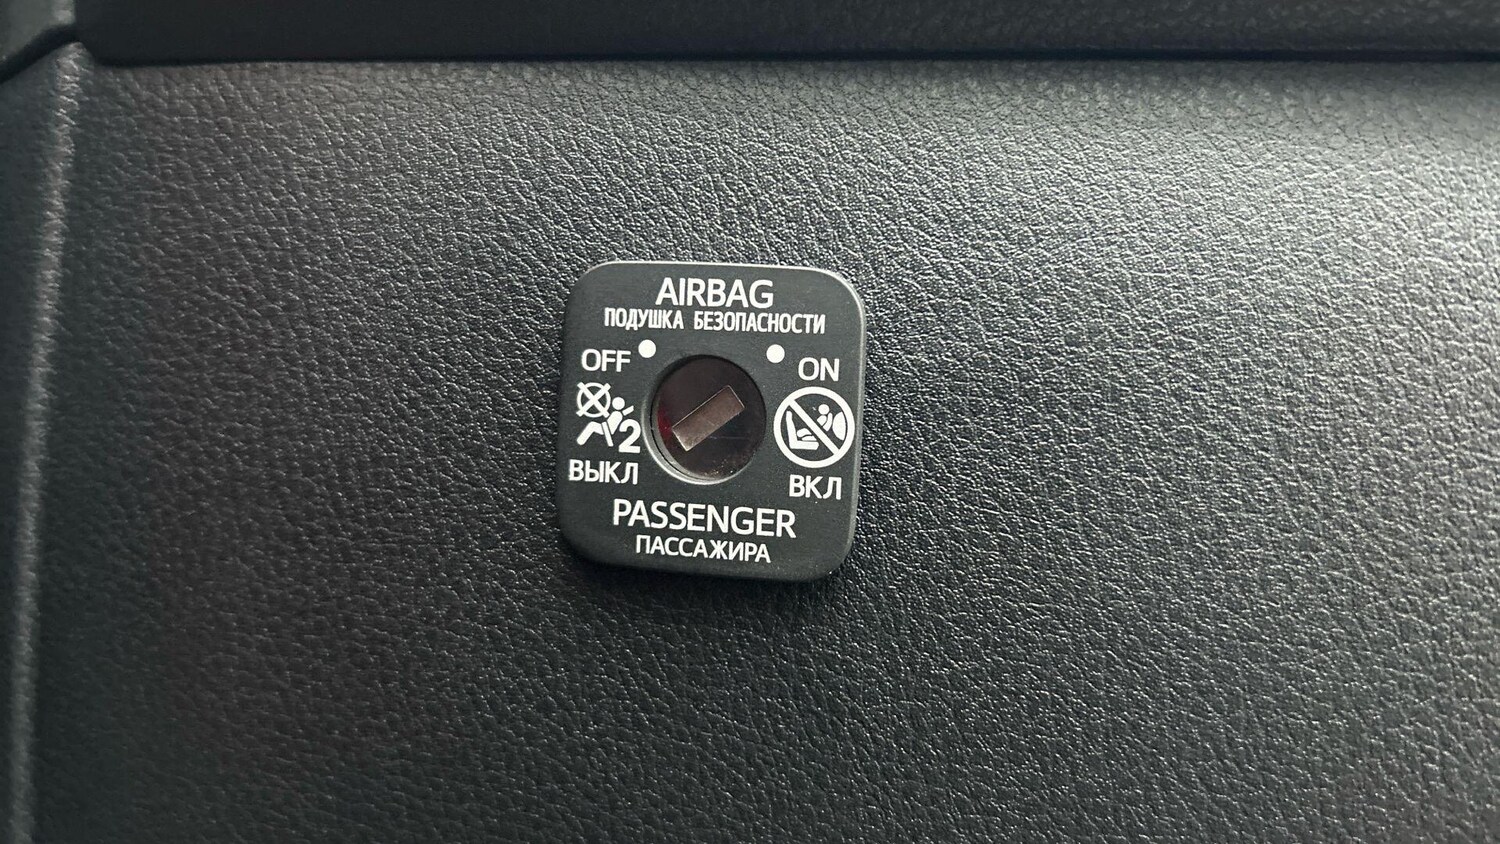 AIRBAG
ПОДУШКА БЕЗОПАСНОСТИ
OFF
ON
2
ВЫКЛ
ВКЛ
PASSENGER
ПАССАЖИРА